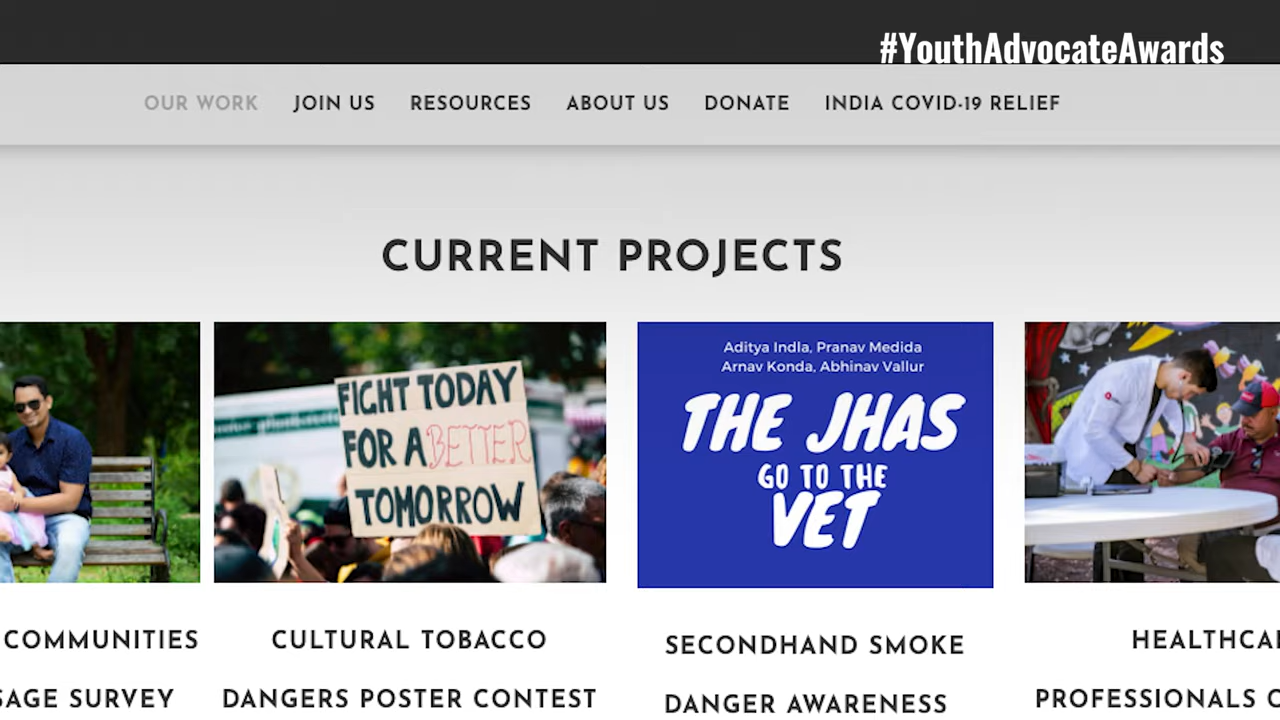 #YouthAdvocateAwards
OUR WORK JOIN US RESOURCES ABOUT US DONATE INDIA COVID-19 RELIEF
CURRENT PROJECTS
FIGHT TODAY
FOR A BETTER
TOMORROW
Aditya Indla, Pranav Medida
Arnav Konda, Abhinav Vallur
THE JHAS
GO TO THE
VET
COMMUNITIES
SURVEY
CULTURAL TOBACCO
DANGERS POSTER CONTEST
SECONDHAND SMOKE
DANGER AWARENESS
PROFESSIONALS